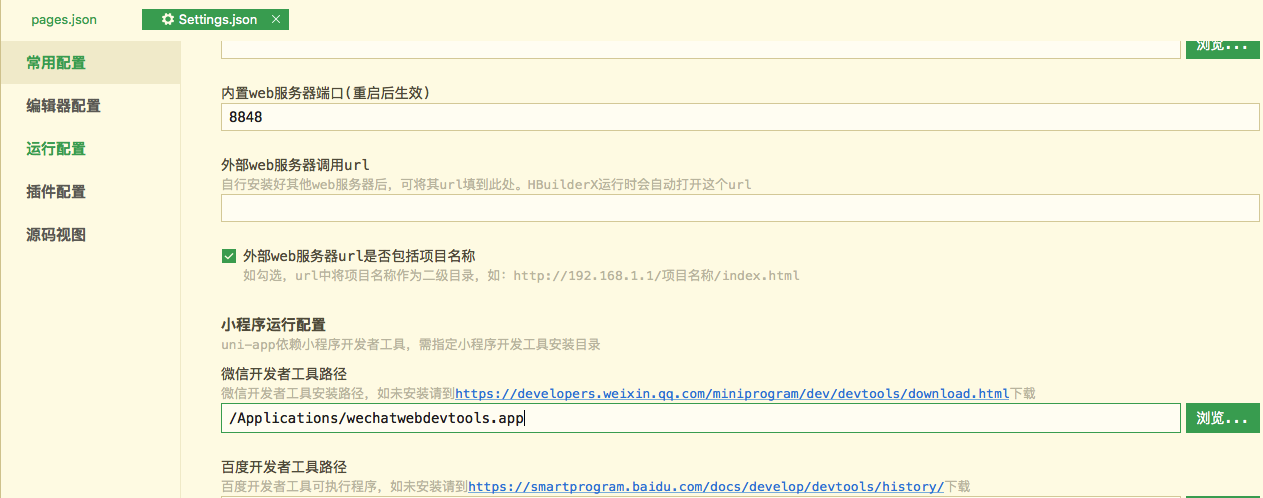 pages.json
Settings.json
常用配置
编辑器配置
运行配置
插件配置
源码视图
浏览...
内置web服务器端口(重启后生效)
8848
外部web服务器调用url
自行安装好其他web服务器后，可将其url填到此处。HBuilderX运行时会自动打开这个url
外部web服务器url是否包括项目名称
如勾选，url中将项目名称作为二级目录，如：http://192.168.1.1/项目名称/index.html
小程序运行配置
uni-app依赖小程序开发者工具，需指定小程序开发工具安装目录
微信开发者工具路径
微信开发者工具安装路径，如未安装请到https://developers.weixin.qq.com/miniprogram/dev/devtools/download.html下载
/Applications/wechatwebdevtools.app
浏览...
百度开发者工具路径
百度开发者工具可执行程序，如未安装请到https://smartprogram.baidu.com/docs/develop/devtools/history/下载